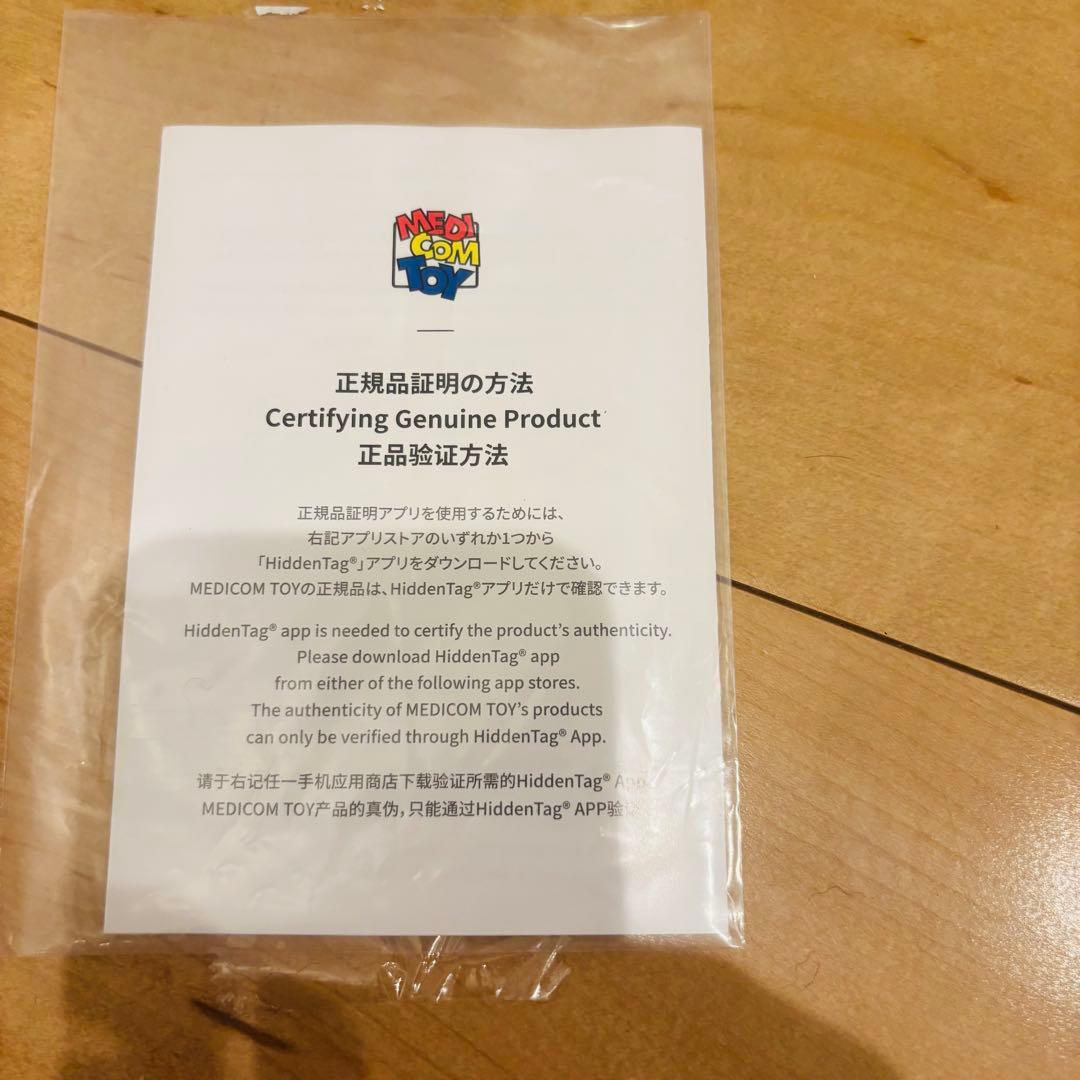 MEDI
COM
TOY
正規品証明の方法
Certifying Genuine Product
正品验证方法
正規品証明アプリを使用するためには、
右記アプリストアのいずれか1つから
「HiddenTag®」アプリをダウンロードしてください。
MEDICOM TOYの正規品は、HiddenTag®アプリだけで確認できます。
HiddenTag® app is needed to certify the product's authenticity.
Please download HiddenTag® app
from either of the following app stores.
The authenticity of MEDICOM TOY's products
can only be verified through HiddenTag® App.
请于右记任一手机应用商店下载验证所需的HiddenTag® App
MEDICOM TOY产品的真伪，只能通过HiddenTag® APP验证